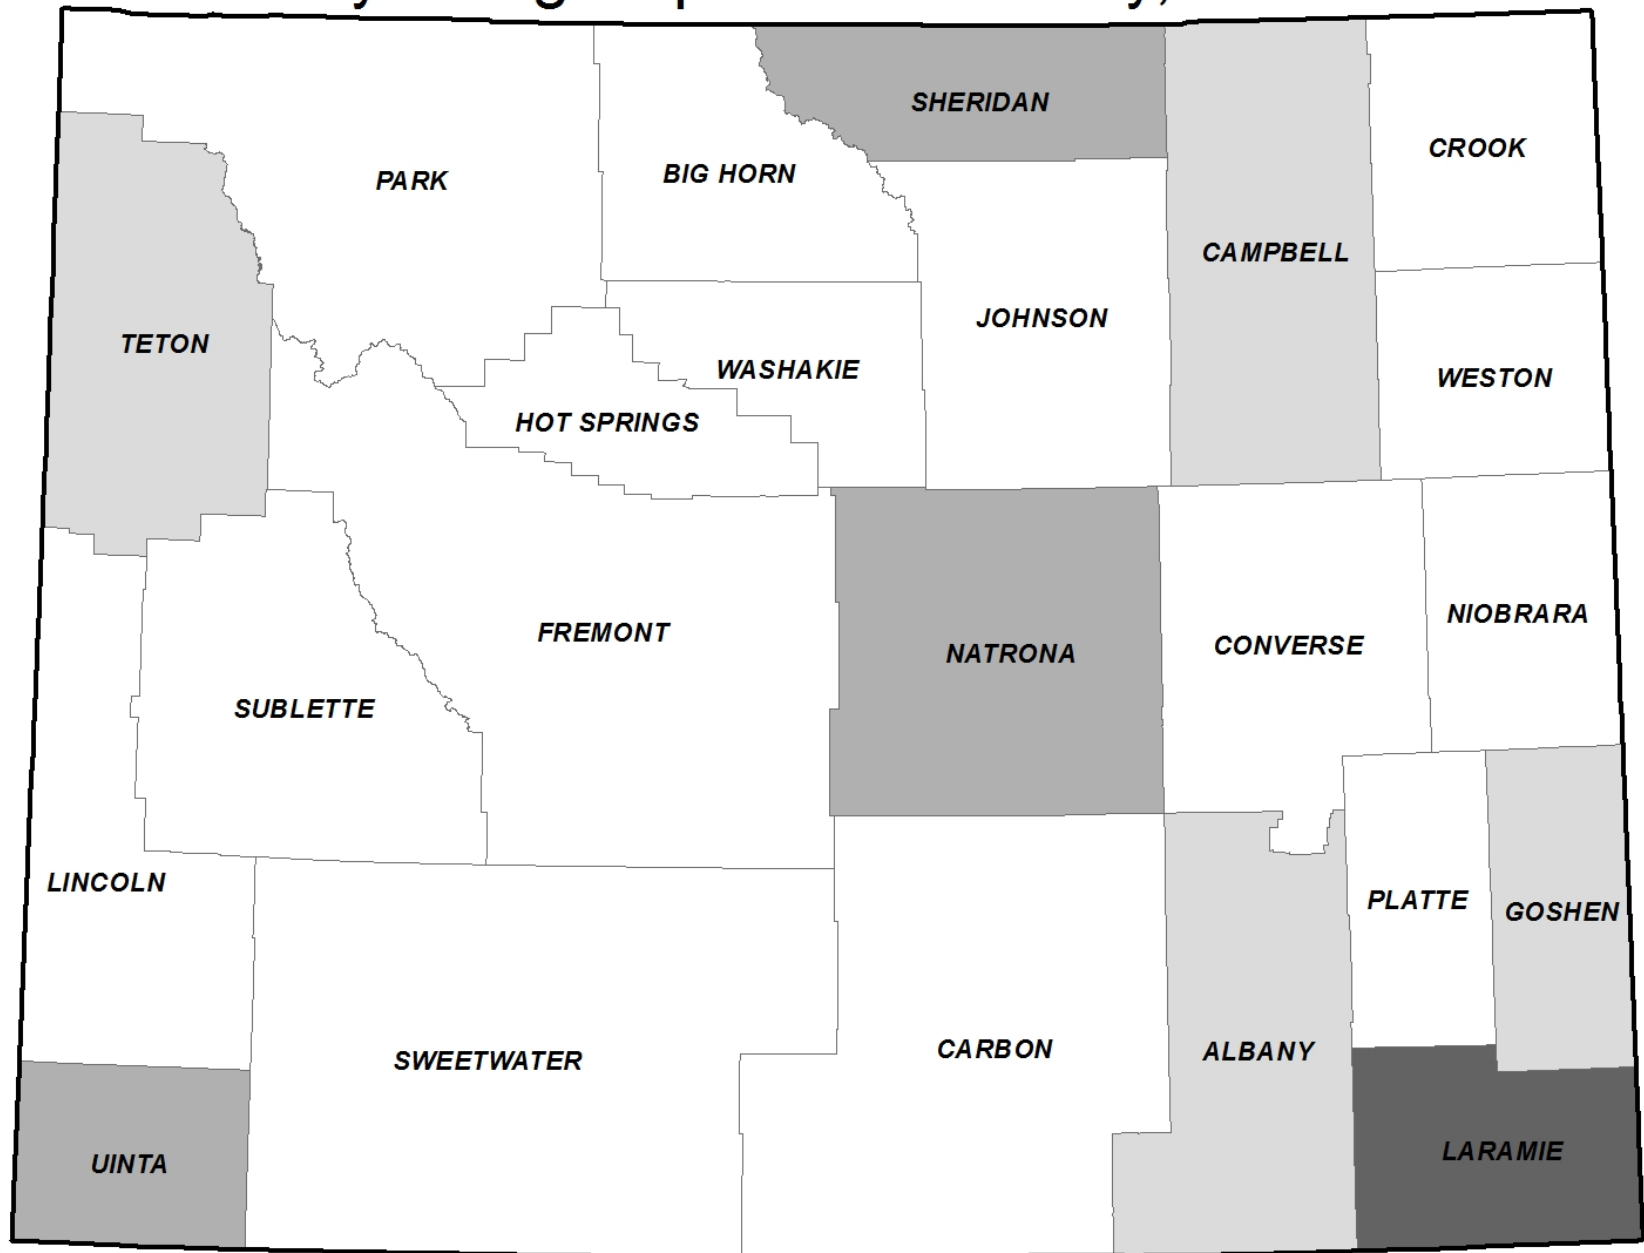 SHERIDAN
CROOK
BIG HORN
PARK
CAMPBELL
JOHNSON
TETON
WASHAKIE
WESTON
HOT SPRINGS
NIOBRARA
FREMONT
CONVERSE
NATRONA
SUBLETTE
LINCOLN
PLATTE
GOSHEN
CARBON
ALBANY
SWEETWATER
LARAMIE
UINTA